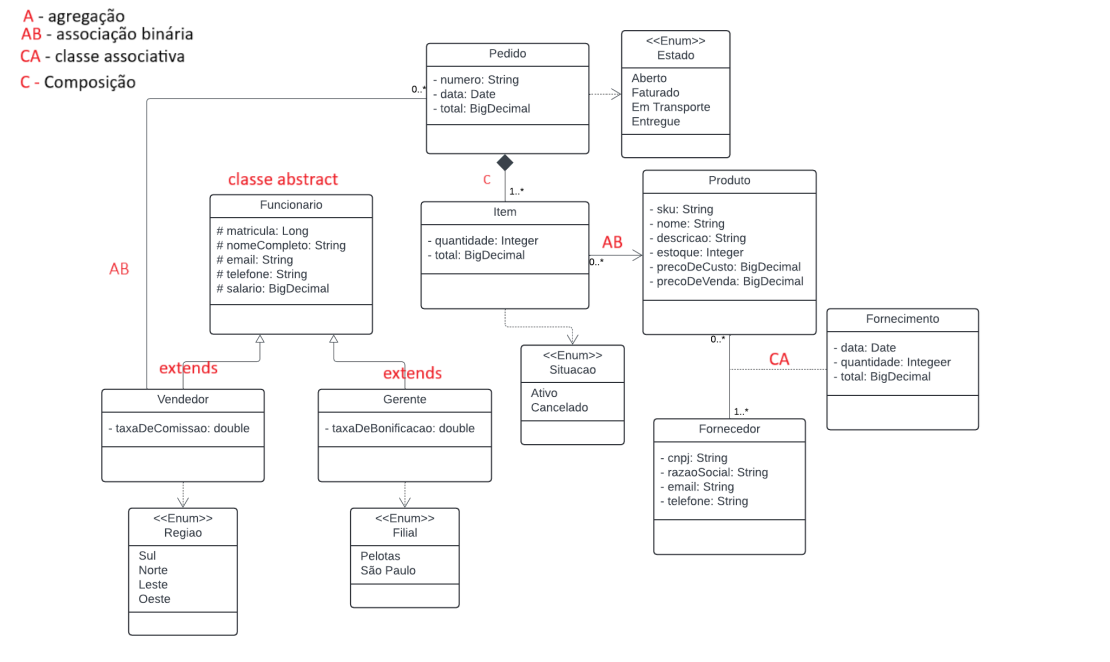 A - agregação
AB - associação binária
CA - classe associativa
C - Composição
Pedido
- numero: String
- data: Date
- total: BigDecimal
0..*
<<Enum>>
Estado
Aberto
Faturado
Em Transporte
Entregue
C
1..*
classe abstract
Funcionario
# matricula: Long
# nomeCompleto: String
# email: String
# telefone: String
# salario: BigDecimal
AB
Item
- quantidade: Integer
- total: BigDecimal
AB
0..*
Produto
- sku: String
- nome: String
- descricao: String
- estoque: Integer
- precoDeCusto: BigDecimal
- precoDeVenda: BigDecimal
0..*
CA
1..*
Fornecimento
- data: Date
- quantidade: Integeer
- total: BigDecimal
<<Enum>>
Situacao
Ativo
Cancelado
extends
extends
Vendedor
- taxaDeComissao: double
Gerente
- taxaDeBonificacao: double
Fornecedor
- cnpj: String
- razaoSocial: String
- email: String
- telefone: String
<<Enum>>
Regiao
Sul
Norte
Leste
Oeste
<<Enum>>
Filial
Pelotas
São Paulo